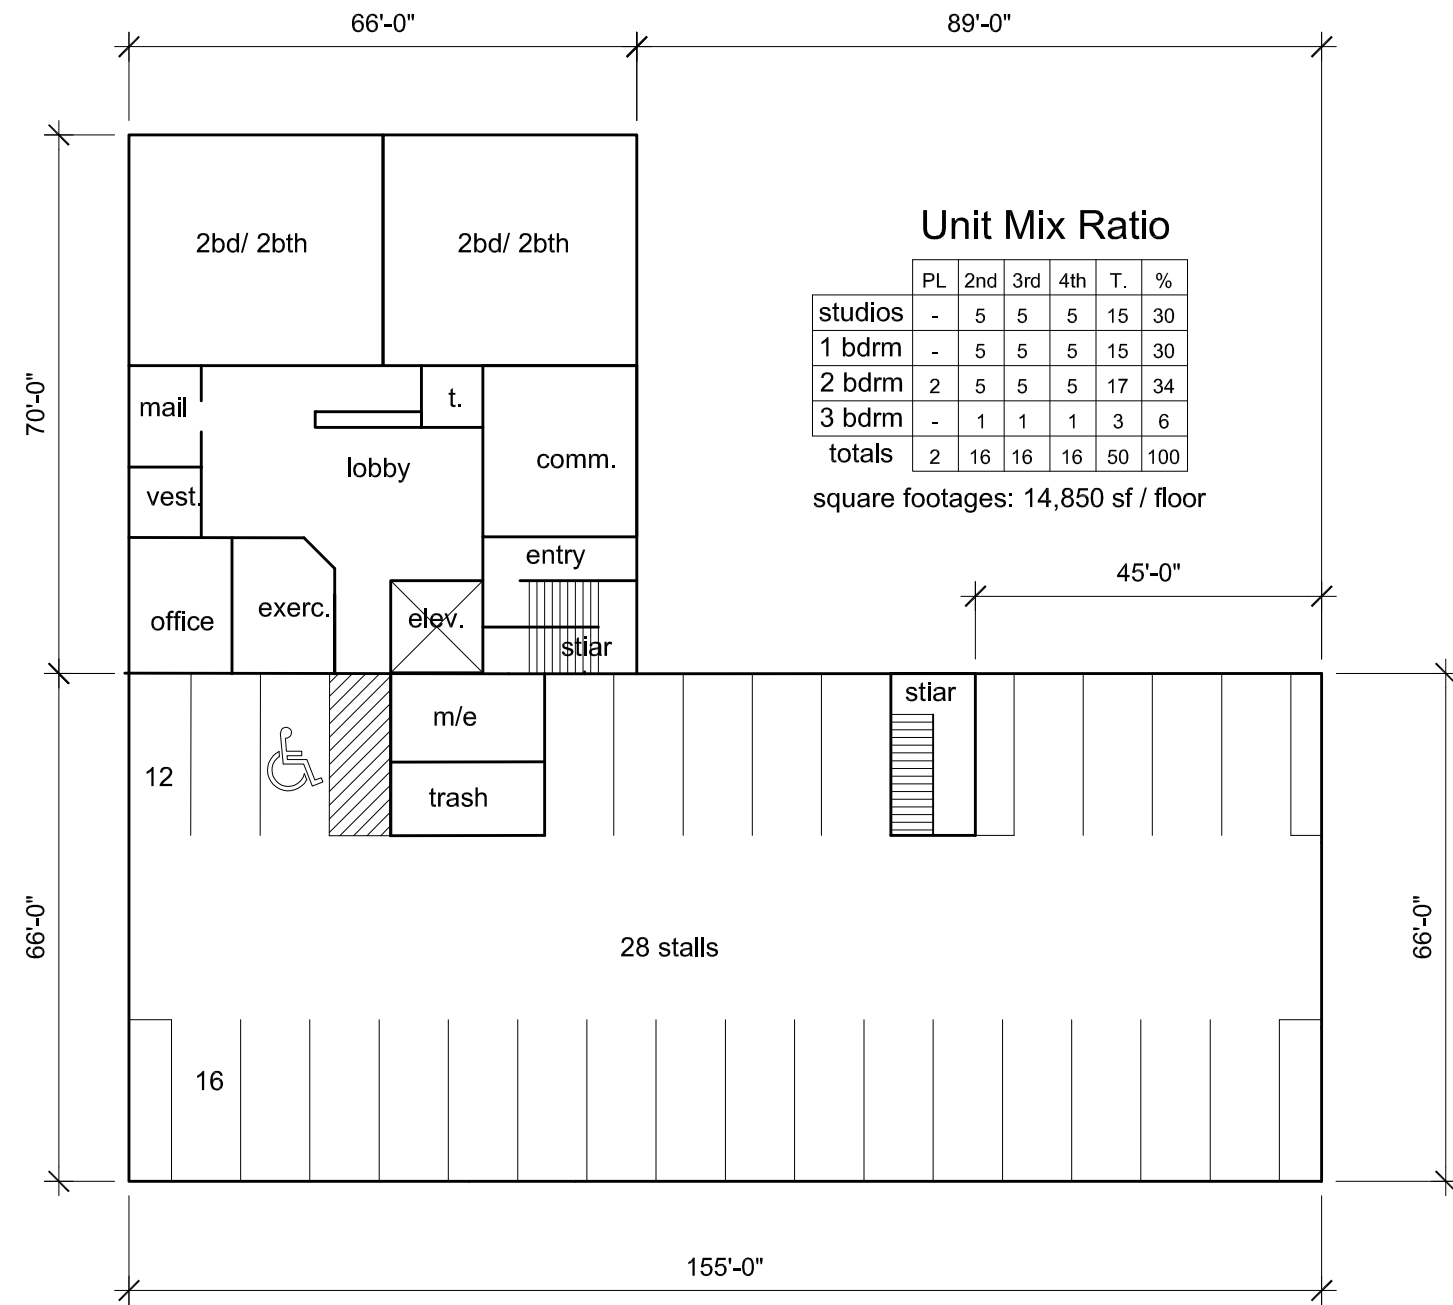 66'-0"
89'-0"
2bd/ 2bth
2bd/ 2bth
Unit Mix Ratio
PL 2nd 3rd 4th T. %
studios - 5 5 5 15 30
1 bdrm - 5 5 5 15 30
2 bdrm 2 5 5 5 17 34
3 bdrm - 1 1 1 3 6
totals 2 16 16 16 50 100
square footages: 14,850 sf / floor
70'-0"
mail
t.
lobby
comm.
vest.
entry
45'-0"
office
exerc.
elev.
stiar
m/e
stiar
12
trash
66'-0"
28 stalls
66'-0"
16
155'-0"